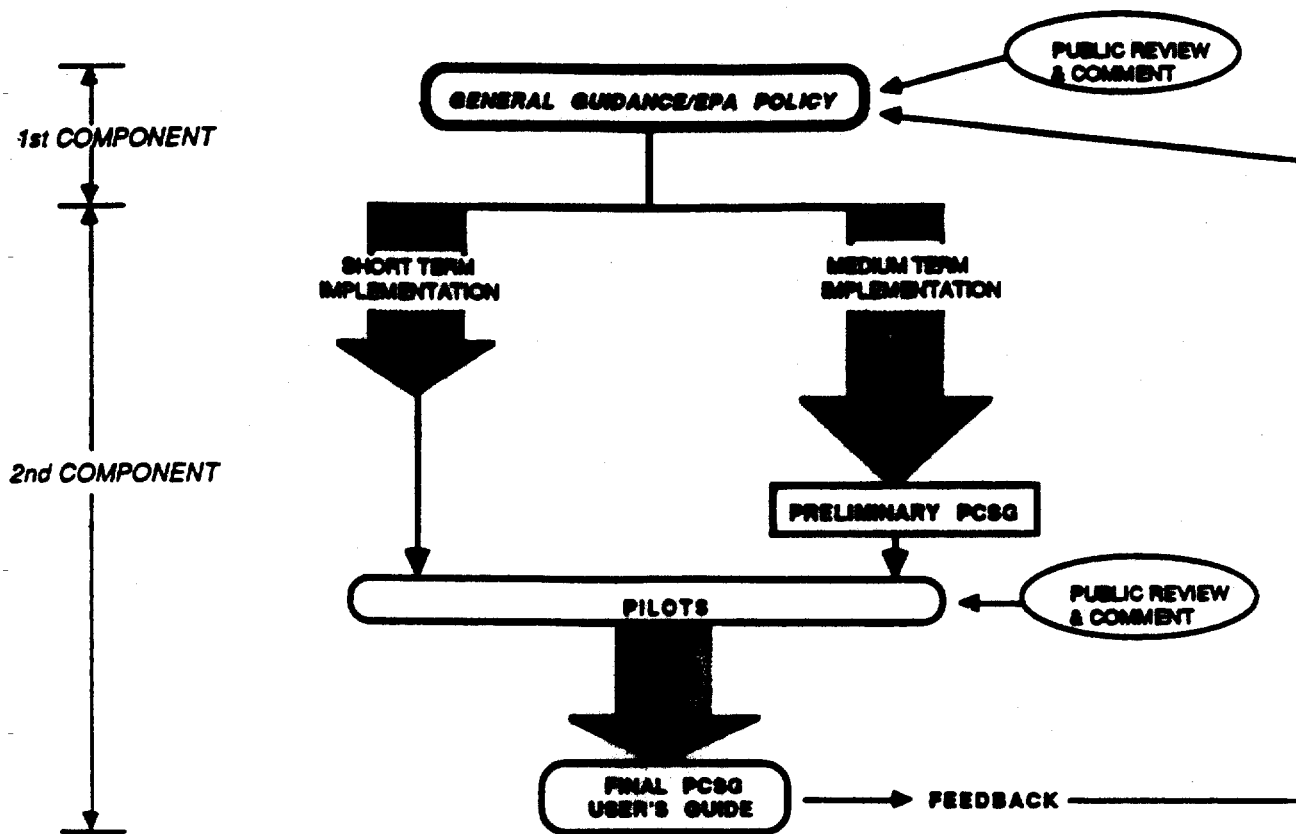 PUBLIC REVIEW
& COMMENT
GENERAL GUIDANCE/EPA POLICY
1st COMPONENT
SHORT TERM
IMPLEMENTATION
MEDIUM TERM
IMPLEMENTATION
2nd COMPONENT
PRELIMINARY PCSG
PILOTS
PUBLIC REVIEW
& COMMENT
FINAL PCSG
USER'S GUIDE
FEEDBACK